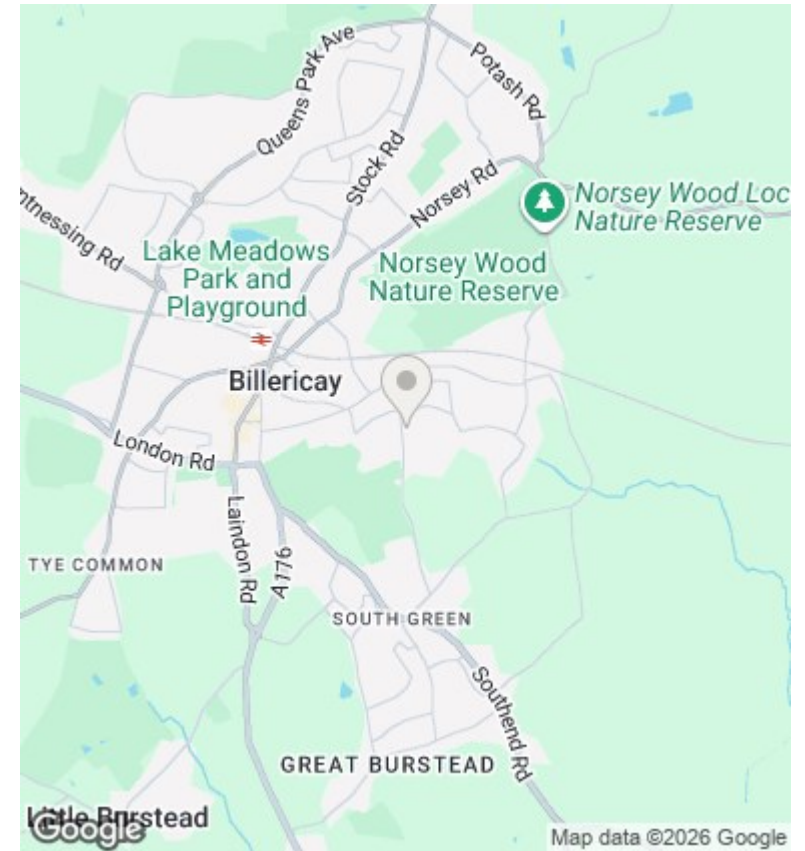 Queens Park Ave
Potash Rd
Stock Rd
Norsey Rd
Norsey Wood Loc
Nature Reserve
ntnessing Rd
Lake Meadows
Park and
Playground
Norsey Wood
Nature Reserve
Billericay
London Rd
Laindon Rd
A176
TYE COMMON
SOUTH GREEN
Southend Rd
GREAT BURSTEAD
Little Burstead
Google
Map data ©2026 Google